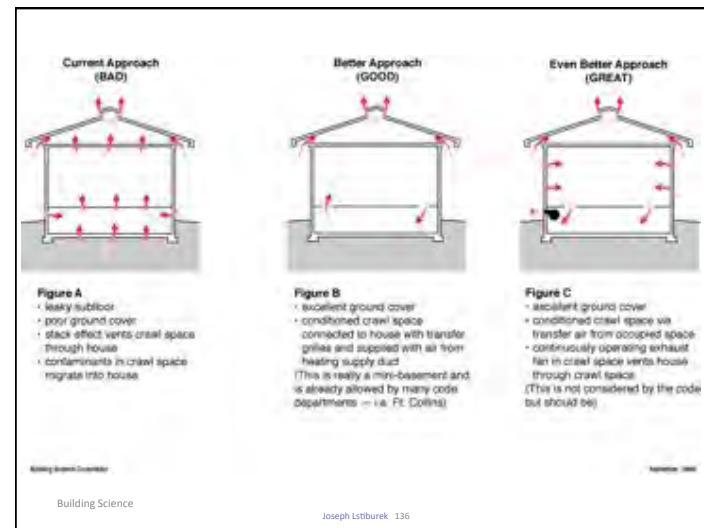 Current Approach
(BAD)
Better Approach
(GOOD)
Even Better Approach
(GREAT)
Figure A
· leaky subfloor
· poor ground cover
· stack effect vents crawl space
through house
· contaminants in crawl space
migrate into house
Figure B
· excellent ground cover
· conditioned crawl space
connected to house with transfer
grilles and supplied with air from
heating supply duct
(This is really a mini-basement and
is already allowed by many code
departments — i.e. Ft. Collins)
Figure C
· excellent ground cover
· conditioned crawl space via
transfer air from occupied space
· continuously operating exhaust
fan in crawl space vents house
through crawl space
(This is not considered by the code
but should be)
Building Science Corporation
Building Science
Joseph Lstiburek 136